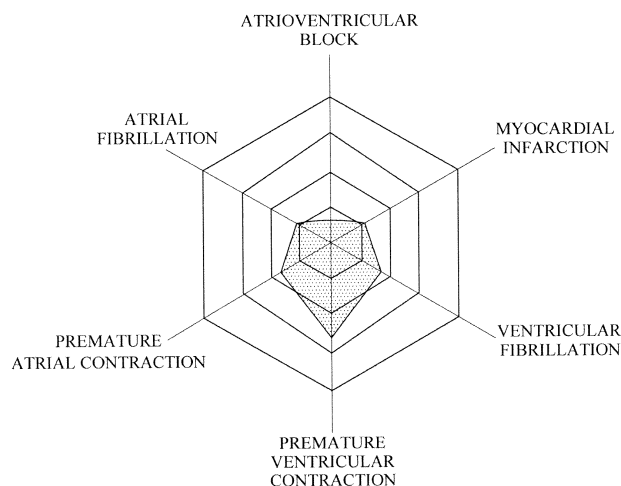 ATRIOVENTRICULAR
BLOCK
ATRIAL
FIBRILLATION
MYOCARDIAL
INFARCTION
PREMATURE
ATRIAL CONTRACTION
VENTRICULAR
FIBRILLATION
PREMATURE
VENTRICULAR
CONTRACTION